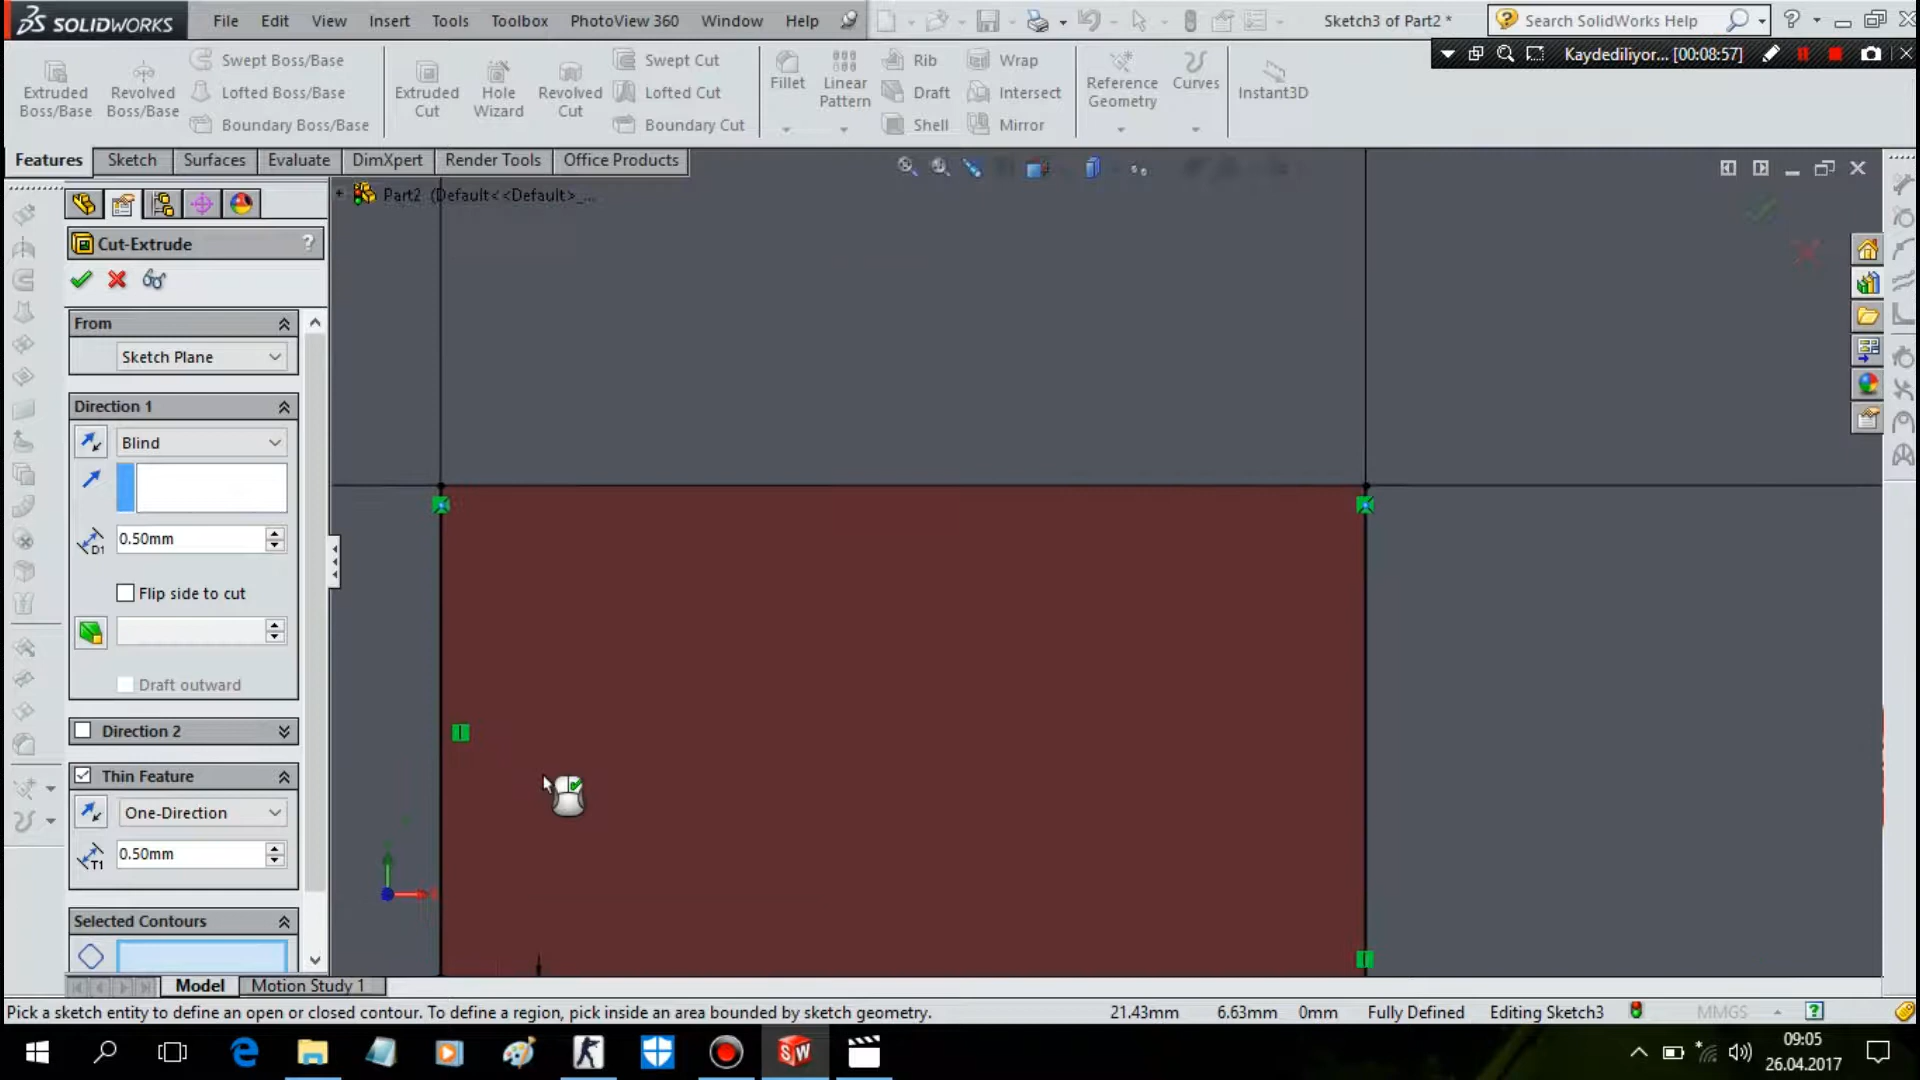 SOLIDWORKS File Edit View Insert Tools Toolbox PhotoView 360 Window Help Sketch3 of Part2 * Search SolidWorks Help
Kaydediliyor... [00:08:57]
Extruded Boss/Base
Revolved Boss/Base
Swept Boss/Base
Lofted Boss/Base
Boundary Boss/Base
Extruded Cut
Hole Wizard
Revolved Cut
Swept Cut
Lofted Cut
Boundary Cut
Fillet
Linear Pattern
Rib
Draft
Shell
Wrap
Intersect
Mirror
Reference Geometry
Curves
Instant3D
Features Sketch Surfaces Evaluate DimXpert Render Tools Office Products
Part2 (Default<<Default>_...
Cut-Extrude ?
From
Sketch Plane
Direction 1
Blind
D1 0.50mm
Flip side to cut
Draft outward
Direction 2
Thin Feature
One-Direction
T1 0.50mm
Selected Contours
Model Motion Study 1
Pick a sketch entity to define an open or closed contour. To define a region, pick inside an area bounded by sketch geometry. 21.43mm 6.63mm 0mm Fully Defined Editing Sketch3 MMGS
SW
09:05
26.04.2017